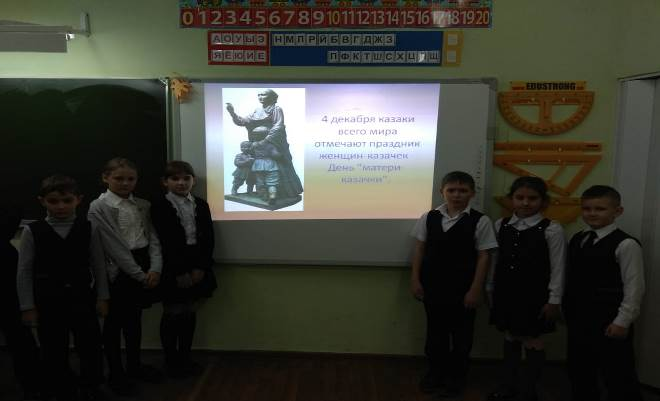 0 1 2 3 4 5 6 7 8 9 10 11 12 13 14 15 16 17 18 19 20
А О У Ы Э Н М Л Р Й Б В Г Д Ж З
Я Ё Ю И Е П Ф К Т Ш С Х Ц Ч Щ
EDUSTRONG
4 декабря казаки
всего мира
отмечают праздник
женщин-казачек
День "матери-
казачки".